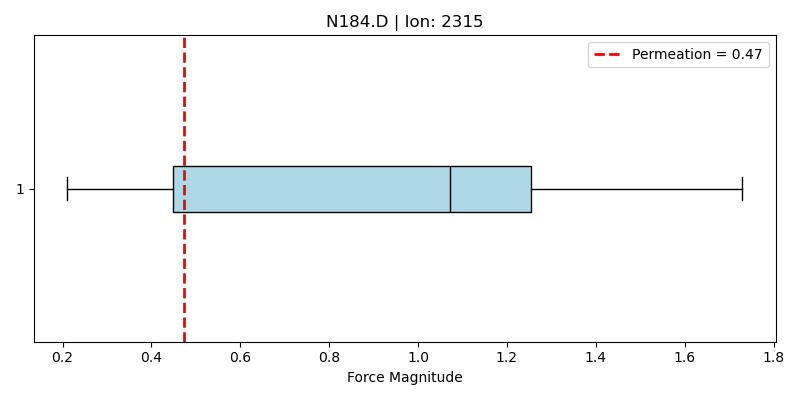 N184.D | Ion: 2315
Permeation = 0.47
1
0.2 0.4 0.6 0.8 1.0 1.2 1.4 1.6 1.8
Force Magnitude